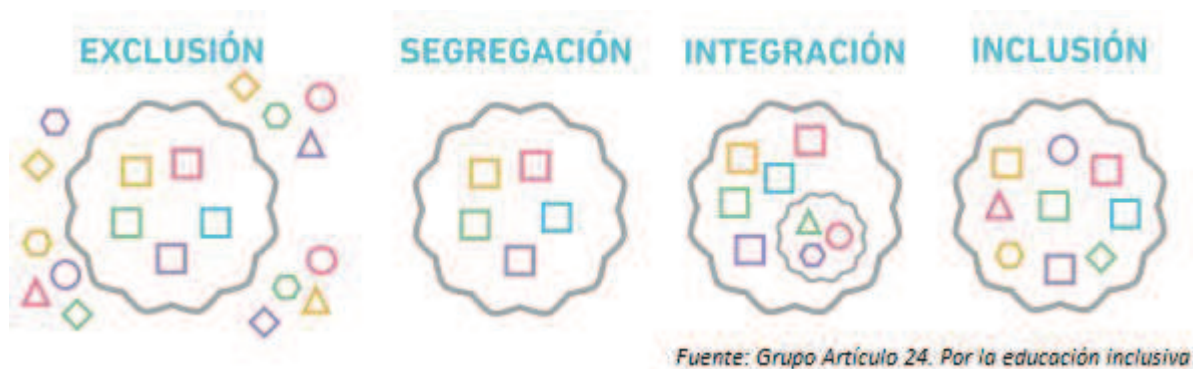 EXCLUSIÓN
SEGREGACIÓN
INTEGRACIÓN
INCLUSIÓN
Fuente: Grupo Artículo 24. Por la educación inclusiva